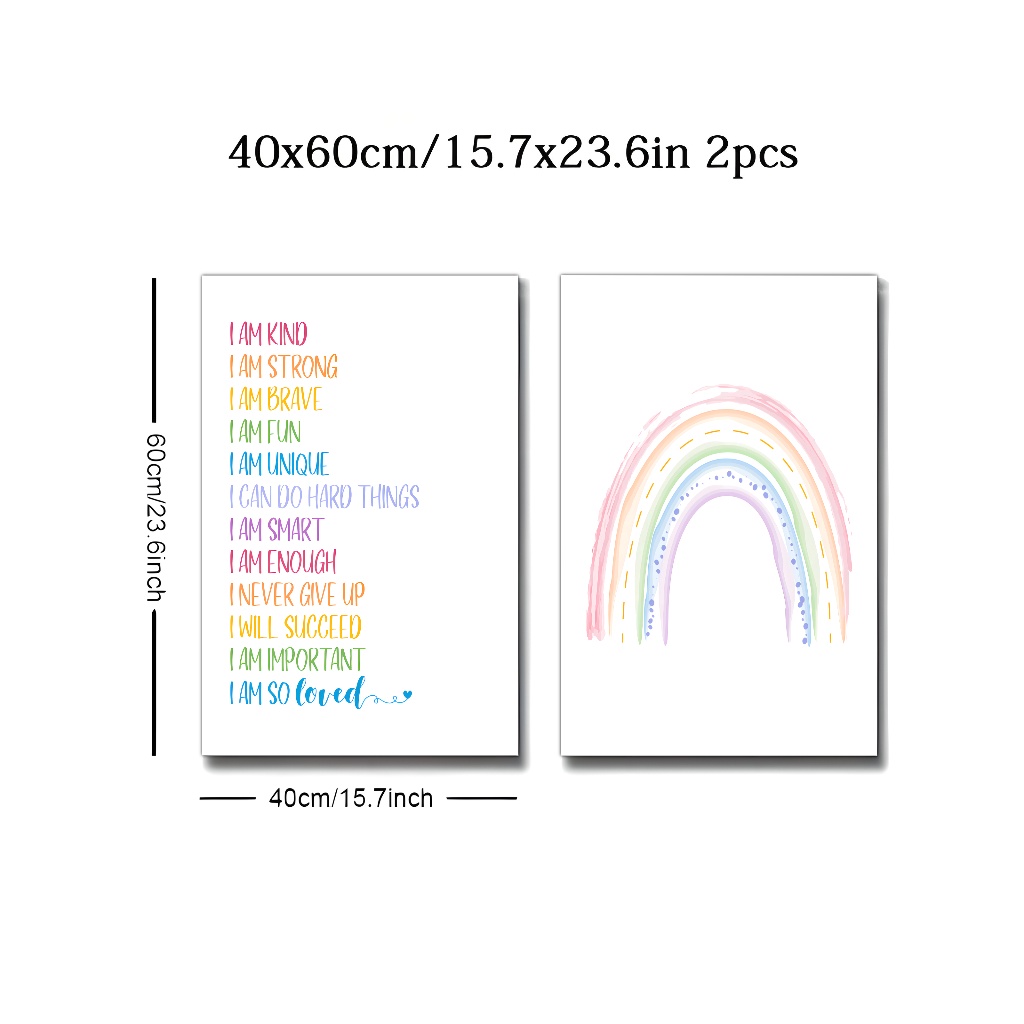 40x60cm/15.7x23.6in 2pcs
I AM KIND
I AM STRONG
I AM BRAVE
I AM FUN
I AM UNIQUE
I CAN DO HARD THINGS
I AM SMART
I AM ENOUGH
I NEVER GIVE UP
I WILL SUCCEED
I AM IMPORTANT
I AM SO loved
60cm/23.6inch
40cm/15.7inch